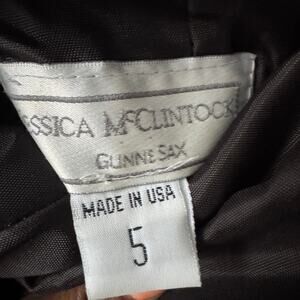 ESSICA McCLINTOCK
GUNNE SAX
MADE IN USA
5